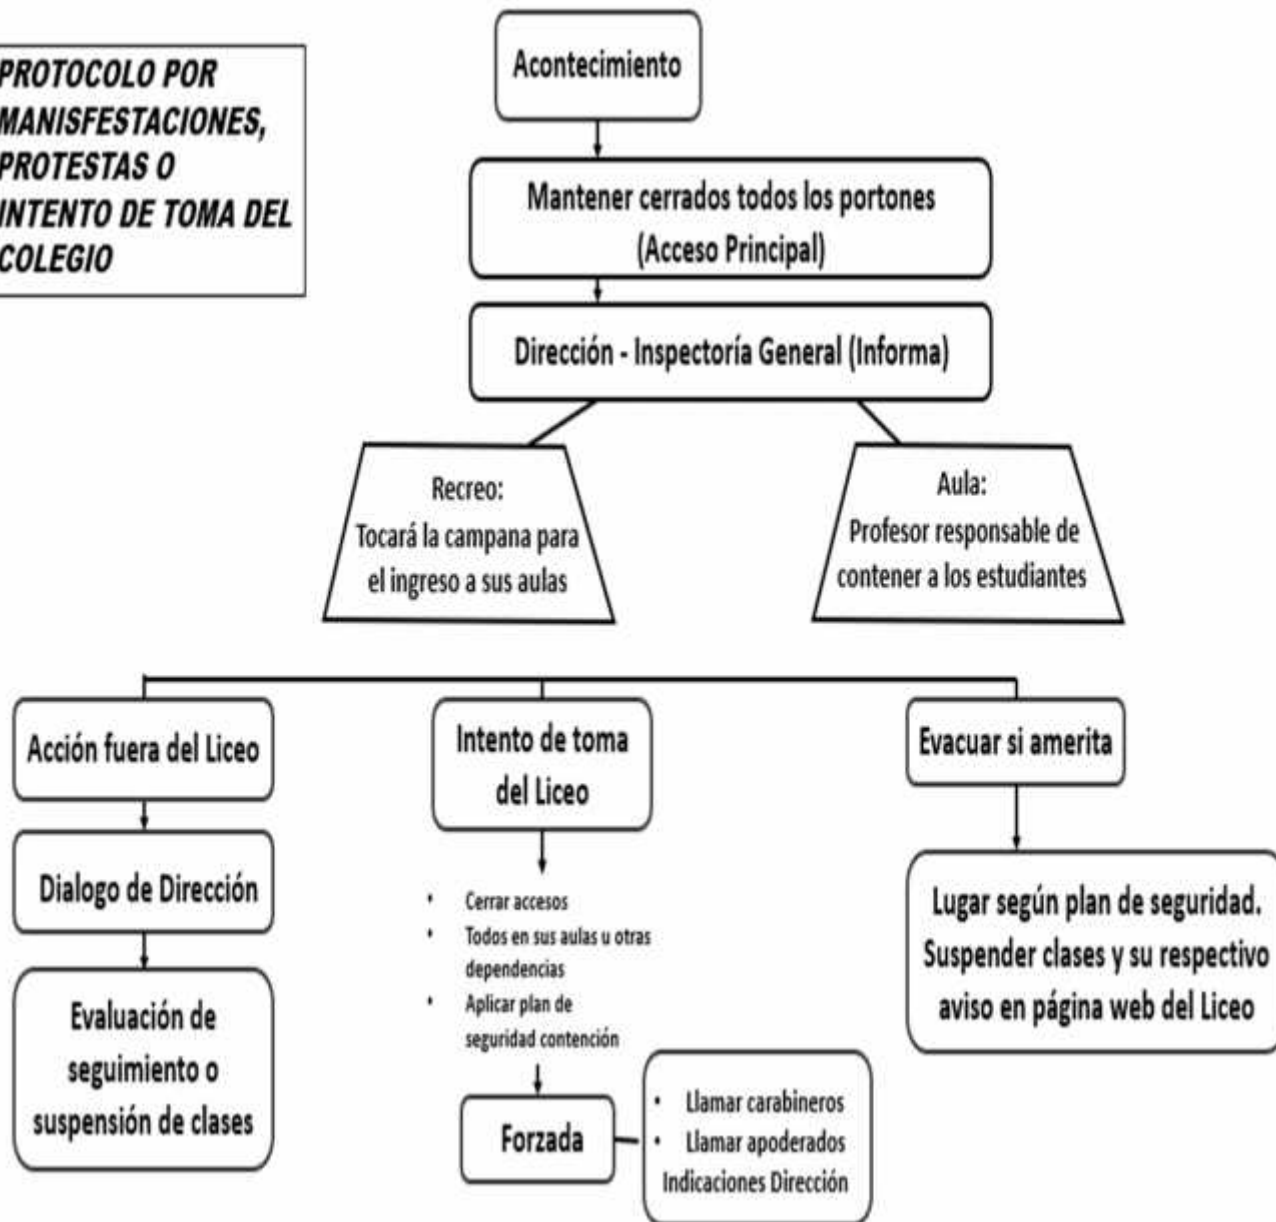 PROTOCOLO POR
MANISFESTACIONES,
PROTESTAS O
INTENTO DE TOMA DEL
COLEGIO
Acontecimiento
Mantener cerrados todos los portones
(Acceso Principal)
Dirección - Inspectoría General (Informa)
Recreo:
Tocará la campana para
el ingreso a sus aulas
Aula:
Profesor responsable de
contener a los estudiantes
Acción fuera del Liceo
Dialogo de Dirección
Evaluación de
seguimiento o
suspensión de clases
Intento de toma
del Liceo
• Cerrar accesos
• Todos en sus aulas u otras
dependencias
• Aplicar plan de
seguridad contención
Forzada
• Llamar carabineros
• Llamar apoderados
Indicaciones Dirección
Evacuar si amerita
Lugar según plan de seguridad.
Suspender clases y su respectivo
aviso en página web del Liceo